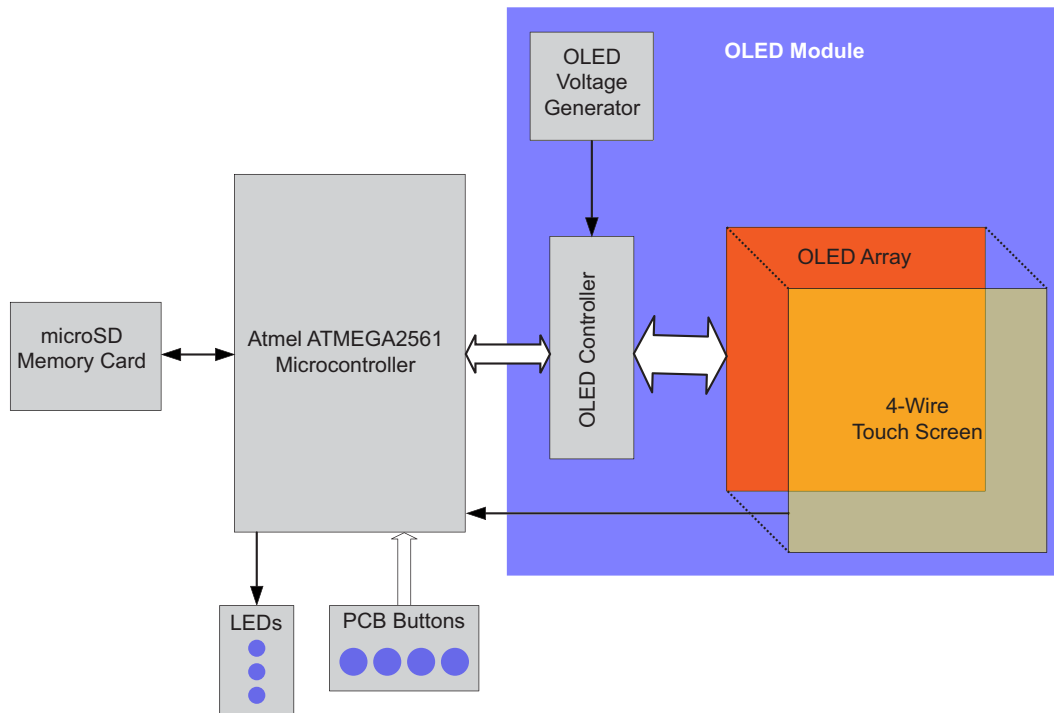 OLED Module
OLED
Voltage
Generator
OLED Array
OLED Controller
4-Wire
Touch Screen
Atmel ATMEGA2561
Microcontroller
microSD
Memory Card
LEDs
PCB Buttons